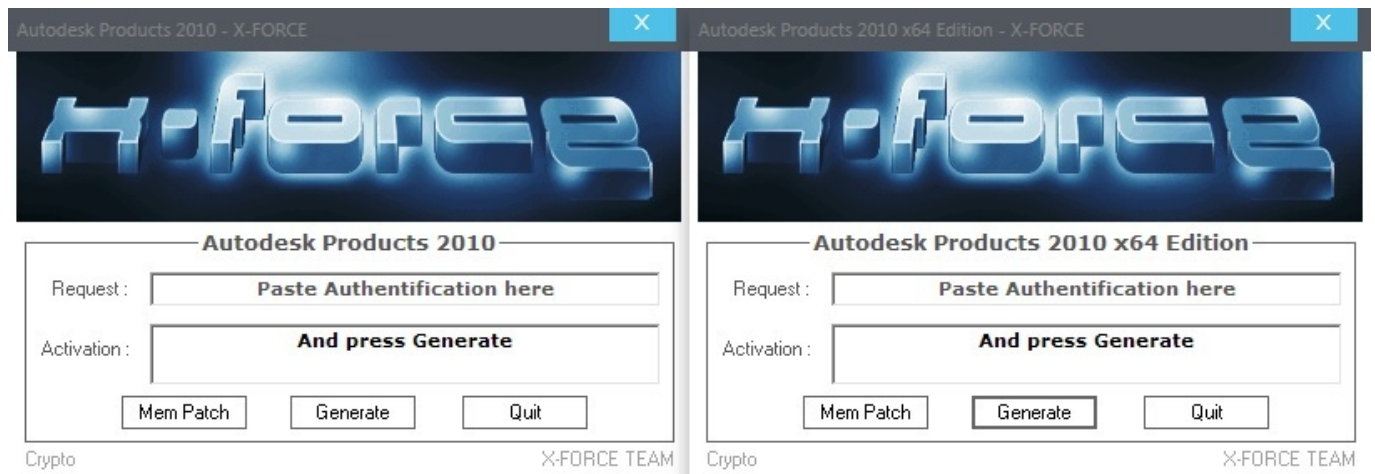 Autodesk Products 2010 - X-FORCE
X
x-force
Autodesk Products 2010
Request :
Paste Authentification here
Activation :
And press Generate
Mem Patch
Generate
Quit
Crypto
X-FORCE TEAM
Autodesk Products 2010 x64 Edition - X-FORCE
X
x-force
Autodesk Products 2010 x64 Edition
Request :
Paste Authentification here
Activation :
And press Generate
Mem Patch
Generate
Quit
Crypto
X-FORCE TEAM